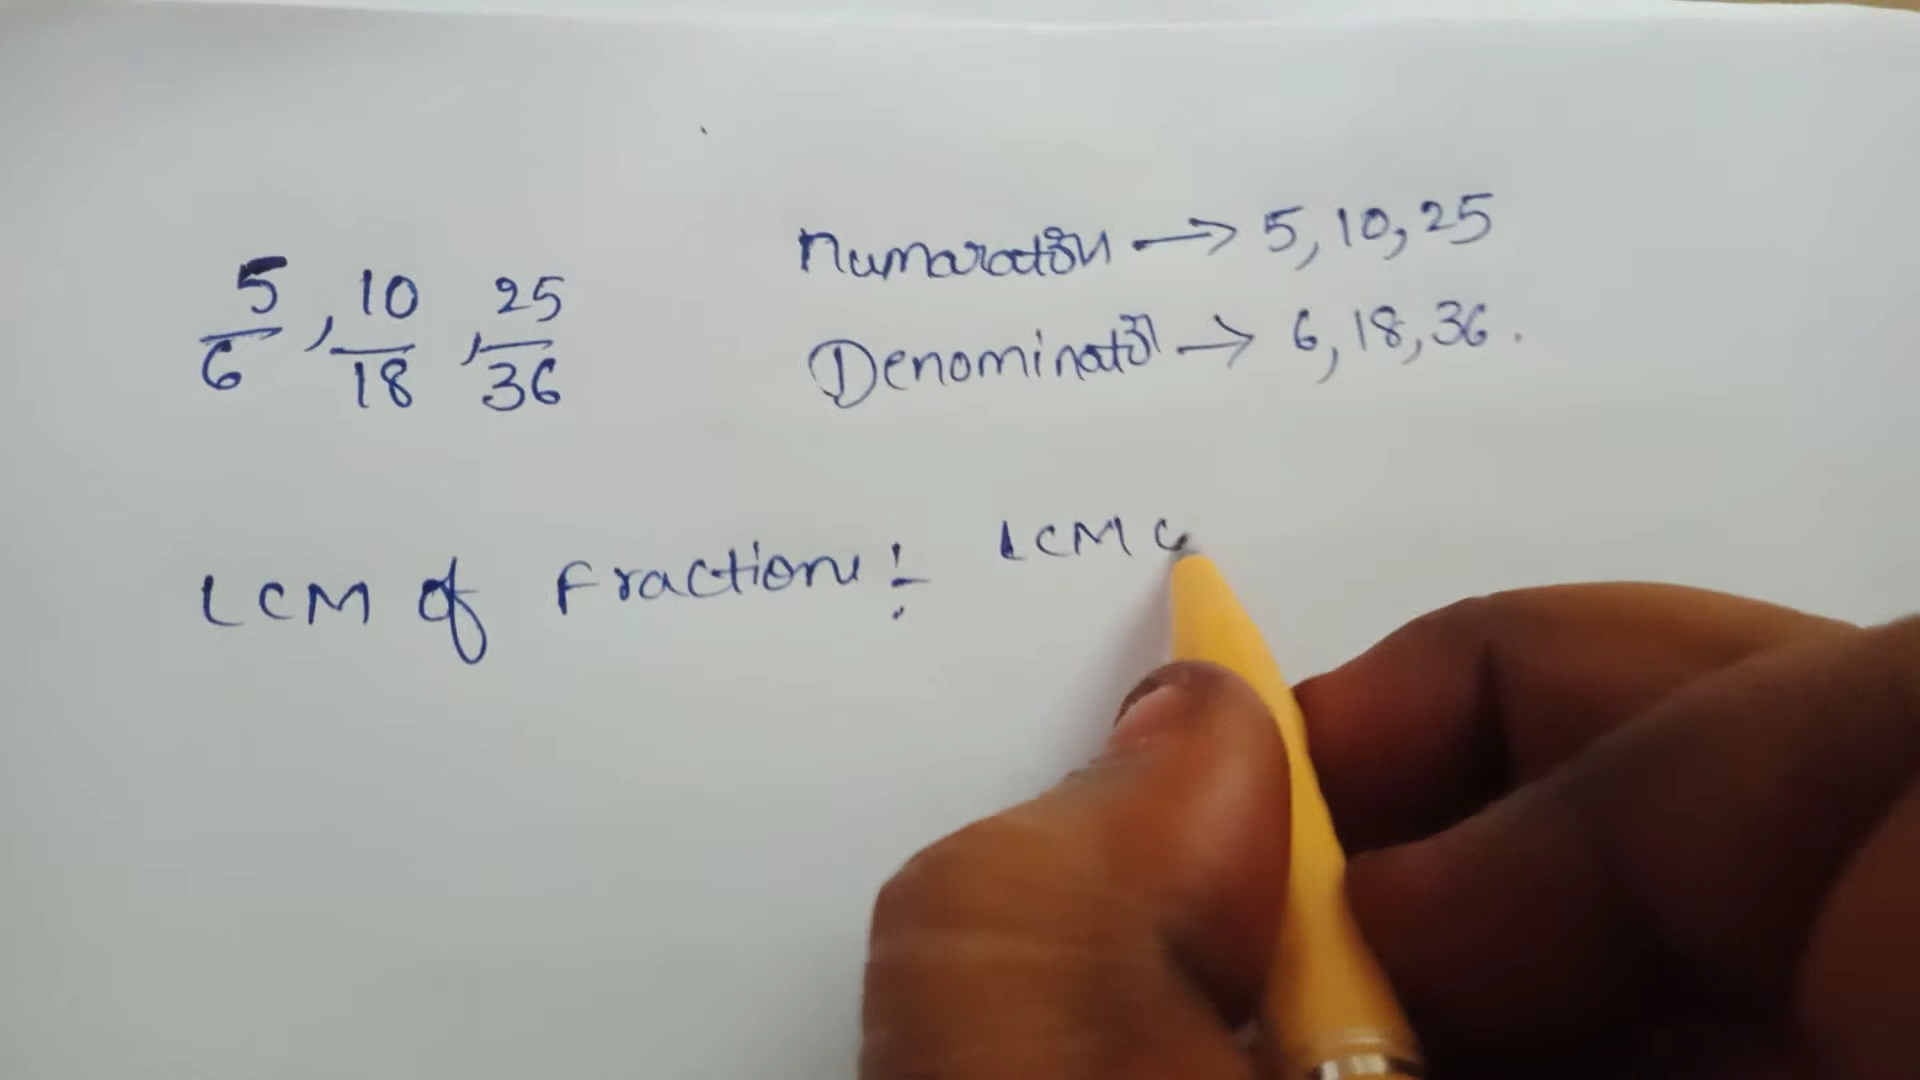 5/6, 10/18, 25/36
Numarator → 5, 10, 25
Denominator → 6, 18, 36.
LCM of Fractions :- LCM